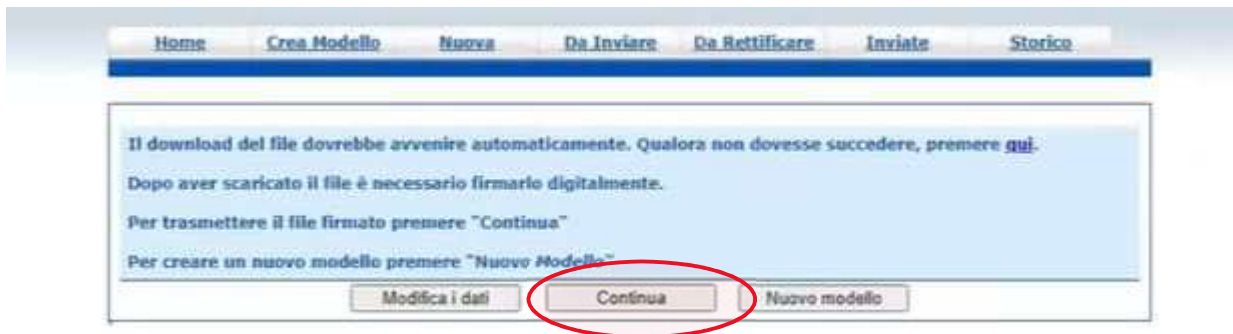 Home Crea Modello Nuova Da Inviare Da Rettificare Inviate Storico
Il download del file dovrebbe avvenire automaticamente. Qualora non dovesse succedere, premere qui.
Dopo aver scaricato il file è necessario firmarlo digitalmente.
Per trasmettere il file firmato premere "Continua"
Per creare un nuovo modello premere "Nuovo Modello"
Modifica i dati Continua Nuovo modello